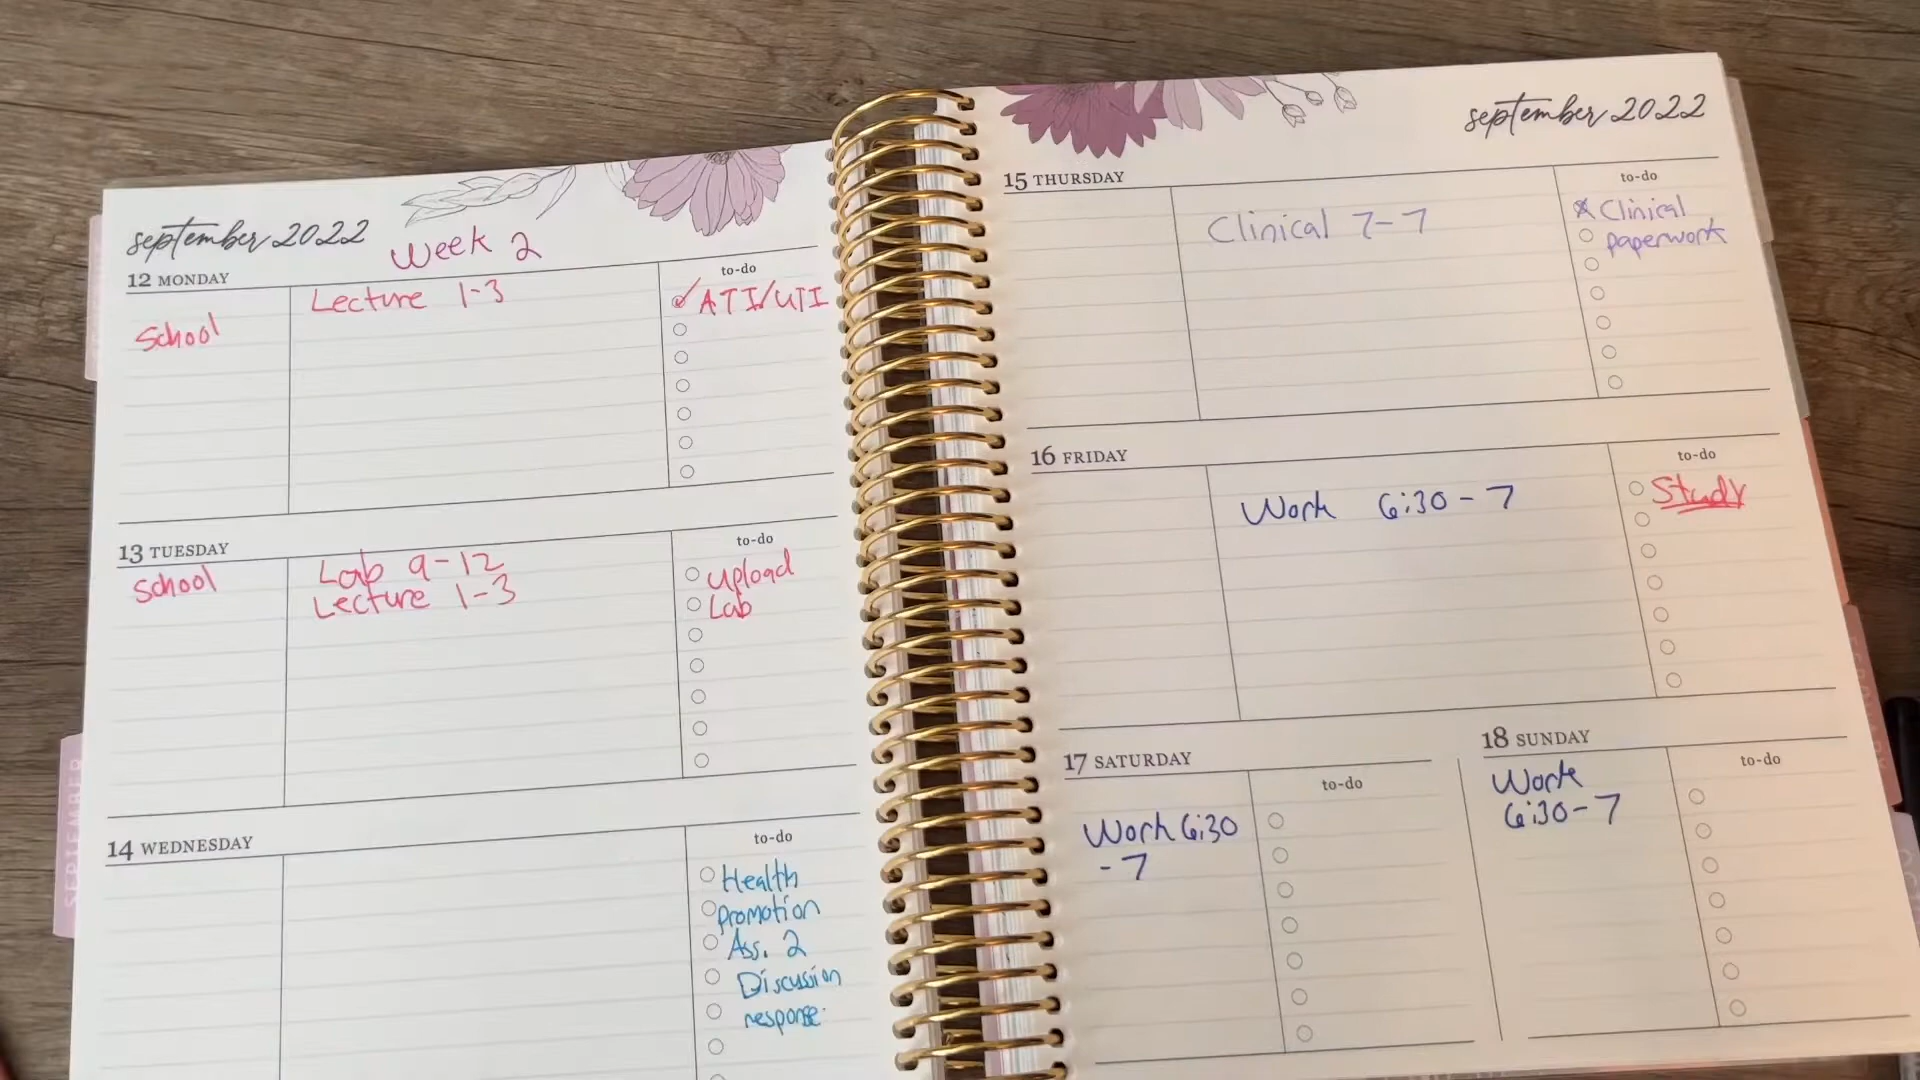 september 2022
Week 2
12 MONDAY
to-do
School
Lecture 1-3
ATI/UTI
13 TUESDAY
to-do
School
Lab 9-12
Lecture 1-3
upload
Lab
14 WEDNESDAY
to-do
Health
promotion
Ass. 2
Discussion
response
SEPTEMBER
september 2022
15 THURSDAY
to-do
Clinical 7-7
Clinical
paperwork
16 FRIDAY
to-do
Work 6:30-7
Study
17 SATURDAY
to-do
Work 6:30
-7
18 SUNDAY
to-do
Work
6:30-7